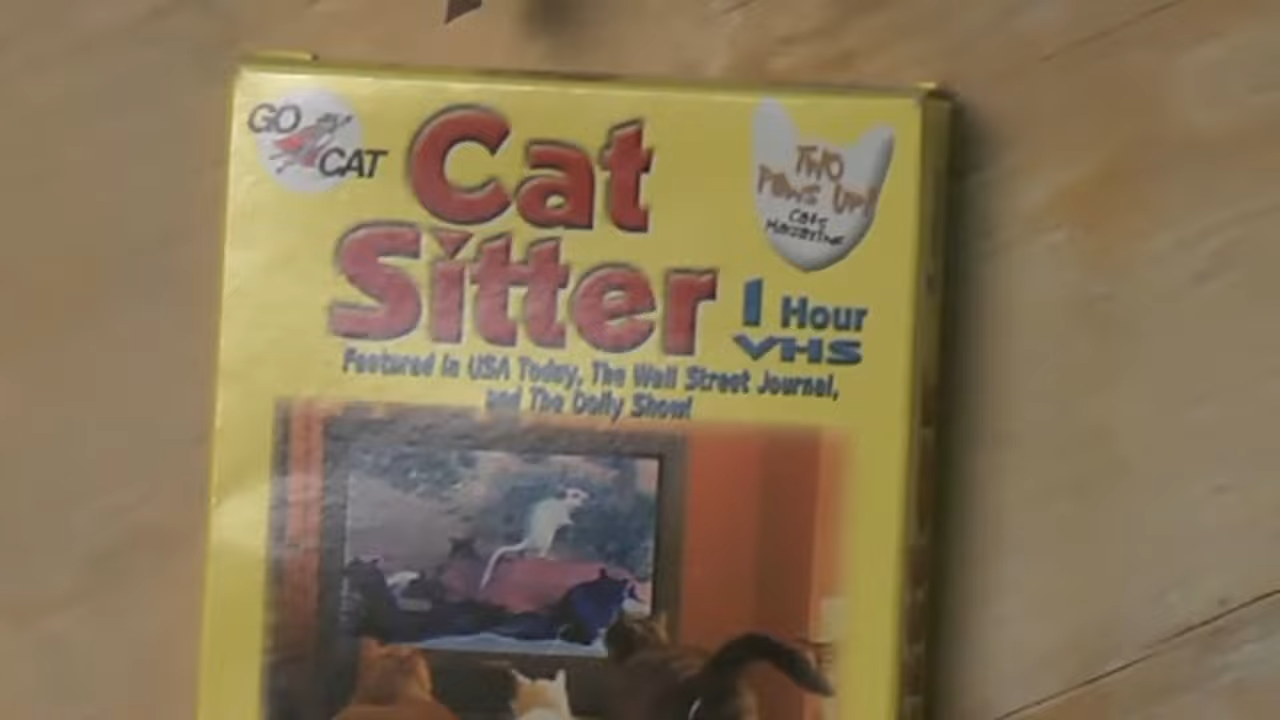 GO
CAT
Cat
Sitter
TWO
PAWS UP!
Cats
Magazine
1 Hour
VHS
Featured in USA Today, The Wall Street Journal,
and The Daily Show!